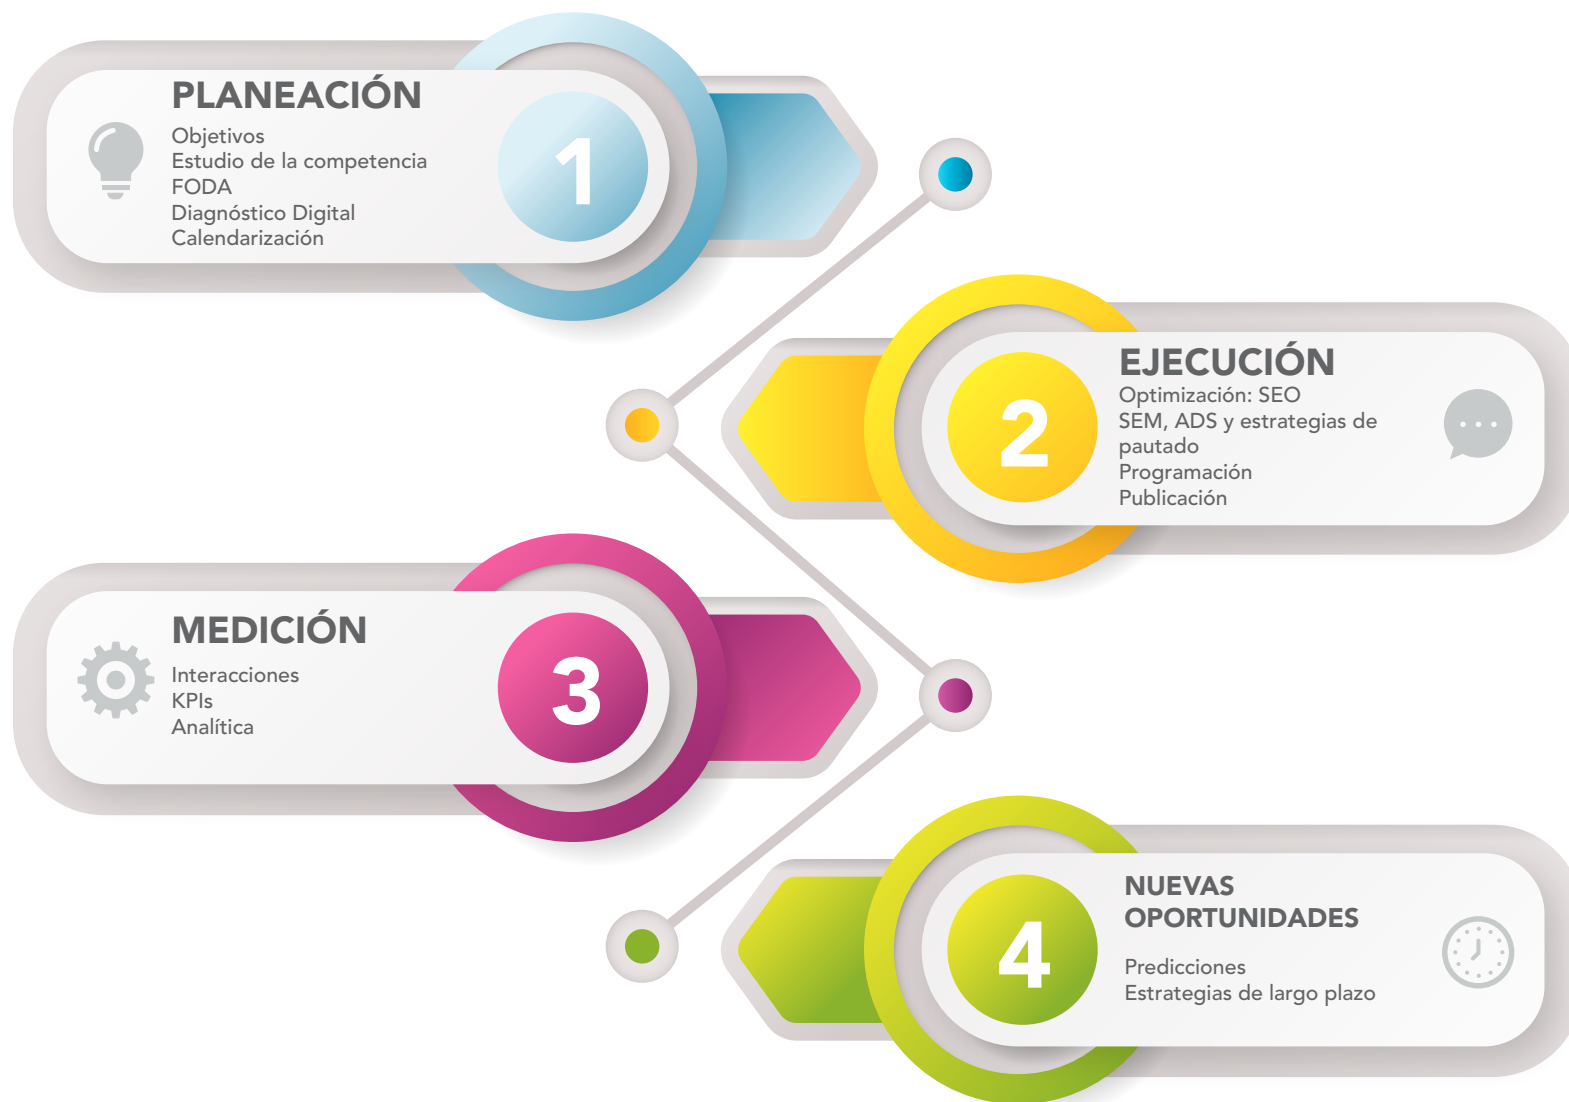 PLANEACIÓN
Objetivos
Estudio de la competencia
FODA
Diagnóstico Digital
Calendarización
1
EJECUCIÓN
Optimización: SEO
SEM, ADS y estrategias de
pautado
Programación
Publicación
2
MEDICIÓN
Interacciones
KPIs
Analítica
3
NUEVAS
OPORTUNIDADES
Predicciones
Estrategias de largo plazo
4